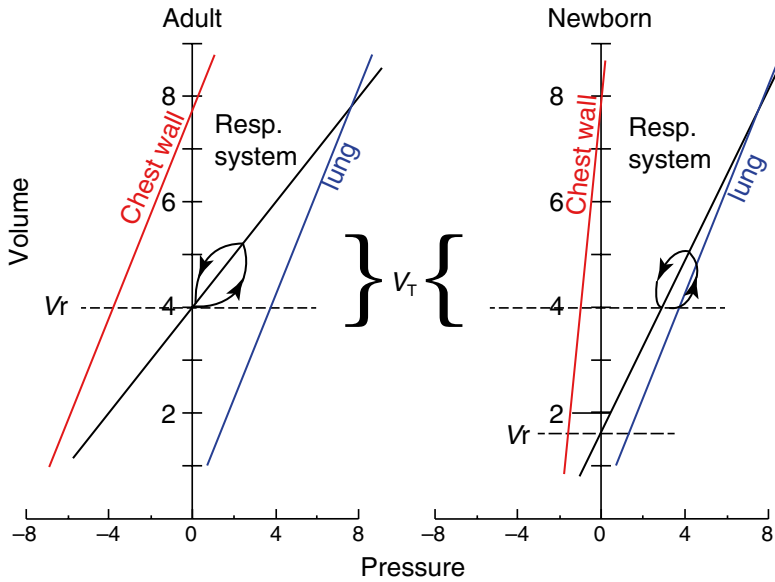 Adult
Newborn
8
6
4
2
Chest wall
Resp.
system
lung
Volume
Vr
V_T
8
6
4
2
Chest wall
Resp.
system
lung
Vr
−8
−4
0
4
8
−8
−4
0
4
8
Pressure